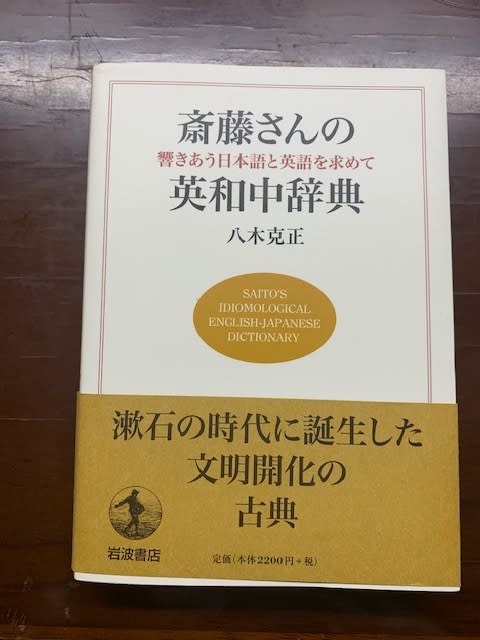 斎藤さんの
響きあう日本語と英語を求めて
英和中辞典
八木克正
SAITO'S
IDIOMOLOGICAL
ENGLISH-JAPANESE
DICTIONARY
漱石の時代に誕生した
文明開化の
古典
岩波書店
定価(本体2200円+税)